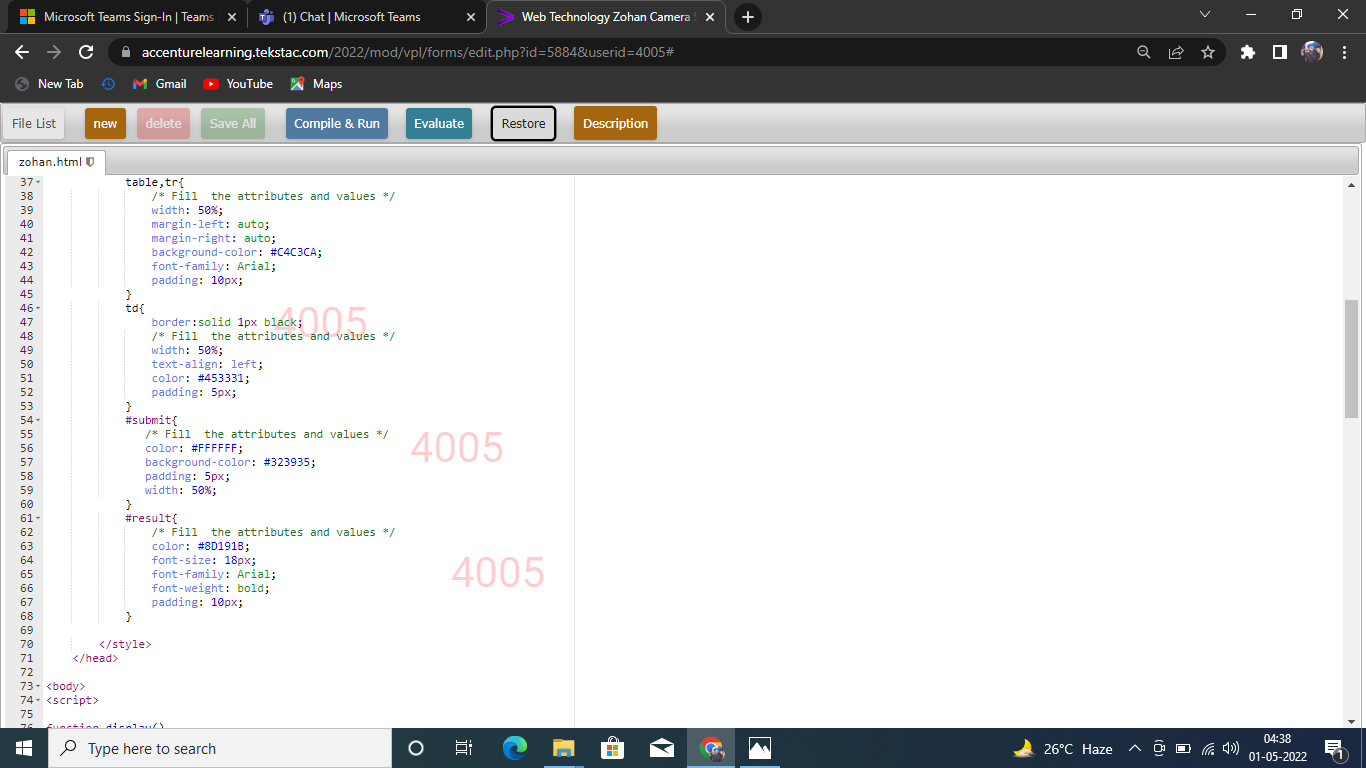 Microsoft Teams Sign-In | Teams
(1) Chat | Microsoft Teams
Web Technology Zohan Camera S
accenturelearning.tekstac.com/2022/mod/vpl/forms/edit.php?id=5884&userid=4005#
New Tab
Gmail
YouTube
Maps
File List
new
delete
Save All
Compile & Run
Evaluate
Restore
Description
zohan.html
37 table,tr{
38 /* Fill  the attributes and values */
39 width: 50%;
40 margin-left: auto;
41 margin-right: auto;
42 background-color: #C4C3CA;
43 font-family: Arial;
44 padding: 10px;
45 }
46 td{
47 border:solid 1px black;
48 /* Fill  the attributes and values */
49 width: 50%;
50 text-align: left;
51 color: #453331;
52 padding: 5px;
53 }
54 #submit{
55 /* Fill  the attributes and values */
56 color: #FFFFFF;
57 background-color: #323935;
58 padding: 5px;
59 width: 50%;
60 }
61 #result{
62 /* Fill  the attributes and values */
63 color: #8D191B;
64 font-size: 18px;
65 font-family: Arial;
66 font-weight: bold;
67 padding: 10px;
68 }
69
70 </style>
71 </head>
72
73 <body>
74 <script>
75
76 function display()
4005
4005
4005
Type here to search
26°C Haze
04:38
01-05-2022
1